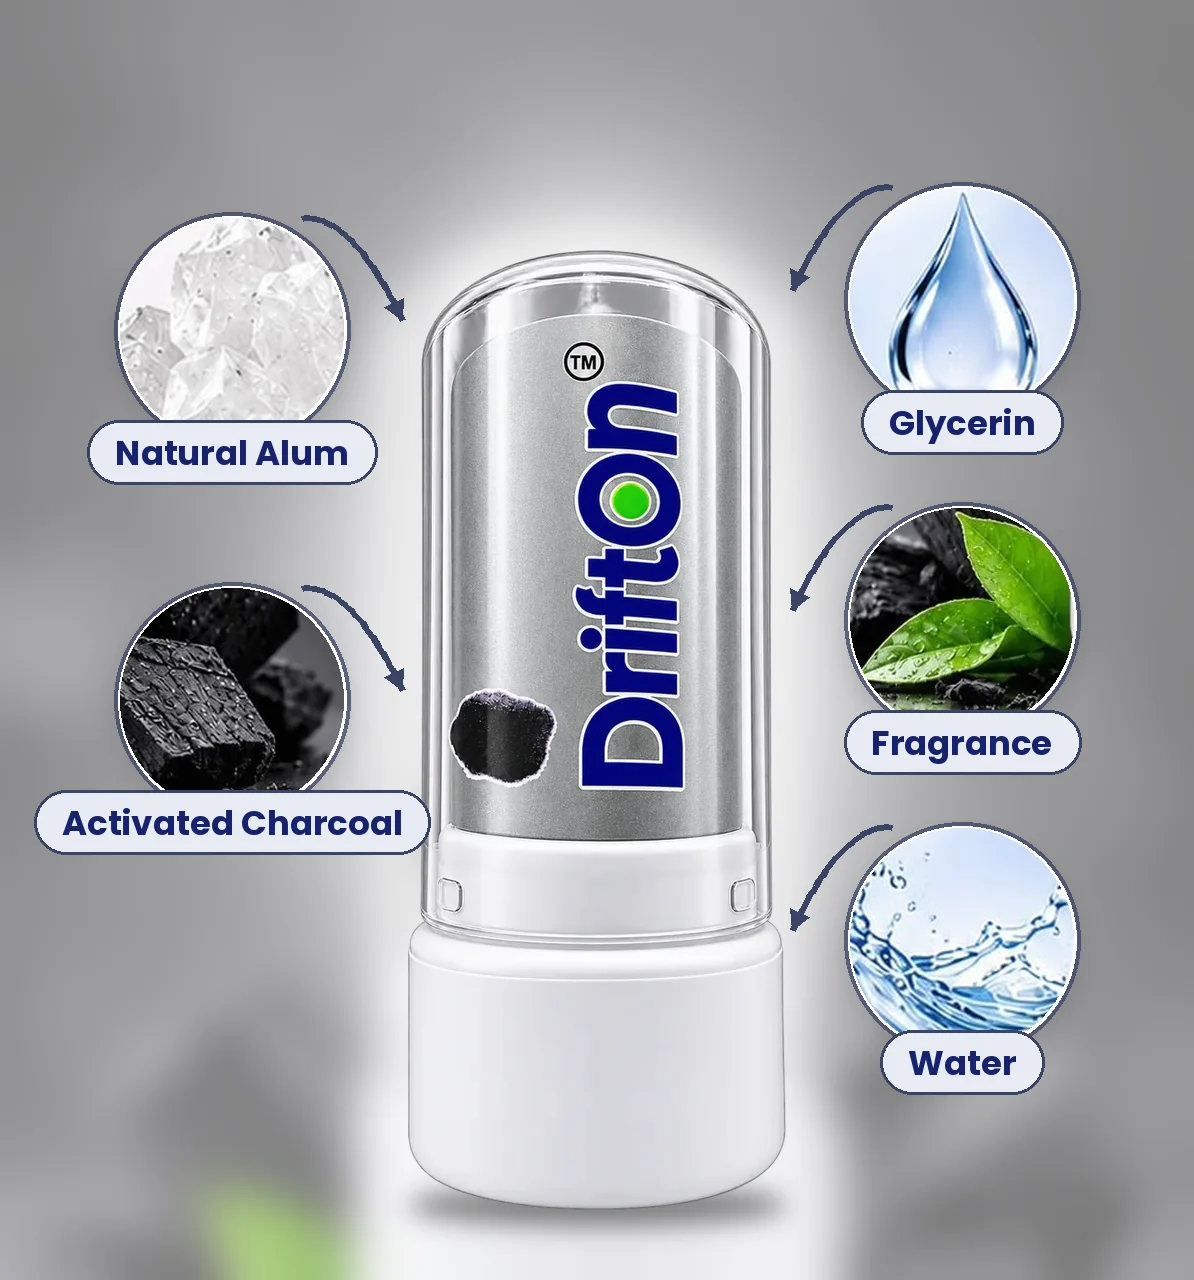 Natural Alum
Activated Charcoal
TM
Drifton
Glycerin
Fragrance
Water